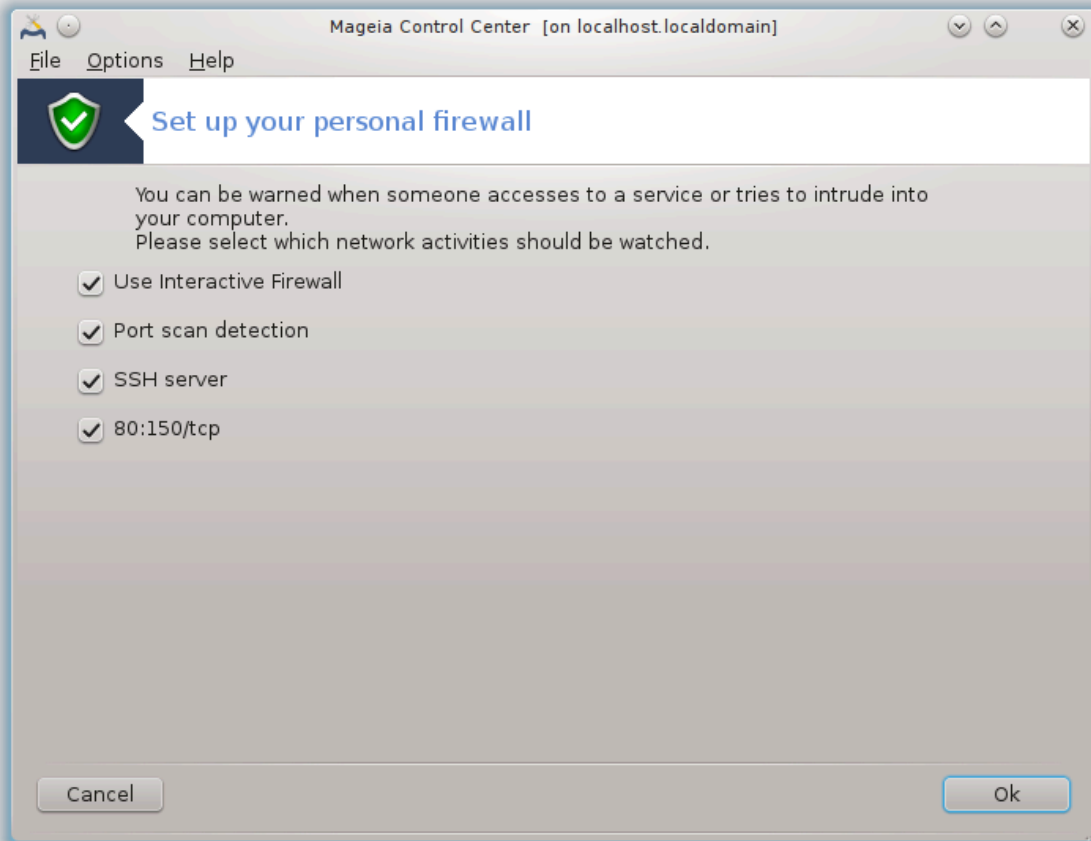 Mageia Control Center [on localhost.localdomain]
File Options Help
Set up your personal firewall
You can be warned when someone accesses to a service or tries to intrude into
your computer.
Please select which network activities should be watched.
Use Interactive Firewall
Port scan detection
SSH server
80:150/tcp
Cancel Ok